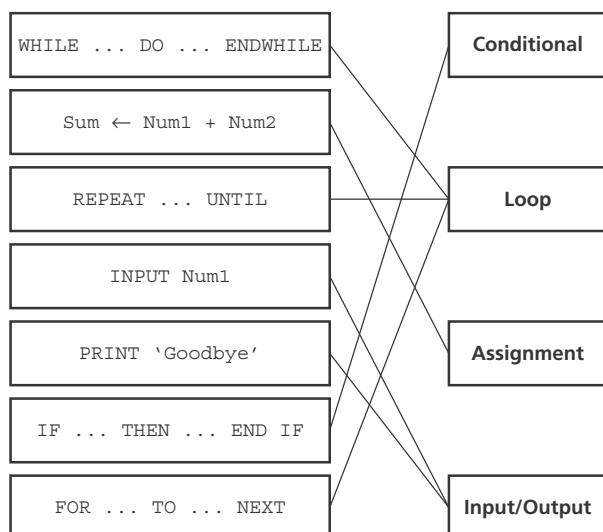 WHILE ... DO ... ENDWHILE
Sum ← Num1 + Num2
REPEAT ... UNTIL
INPUT Num1
PRINT ‘Goodbye’
IF ... THEN ... END IF
FOR ... TO ... NEXT
Conditional
Loop
Assignment
Input/Output